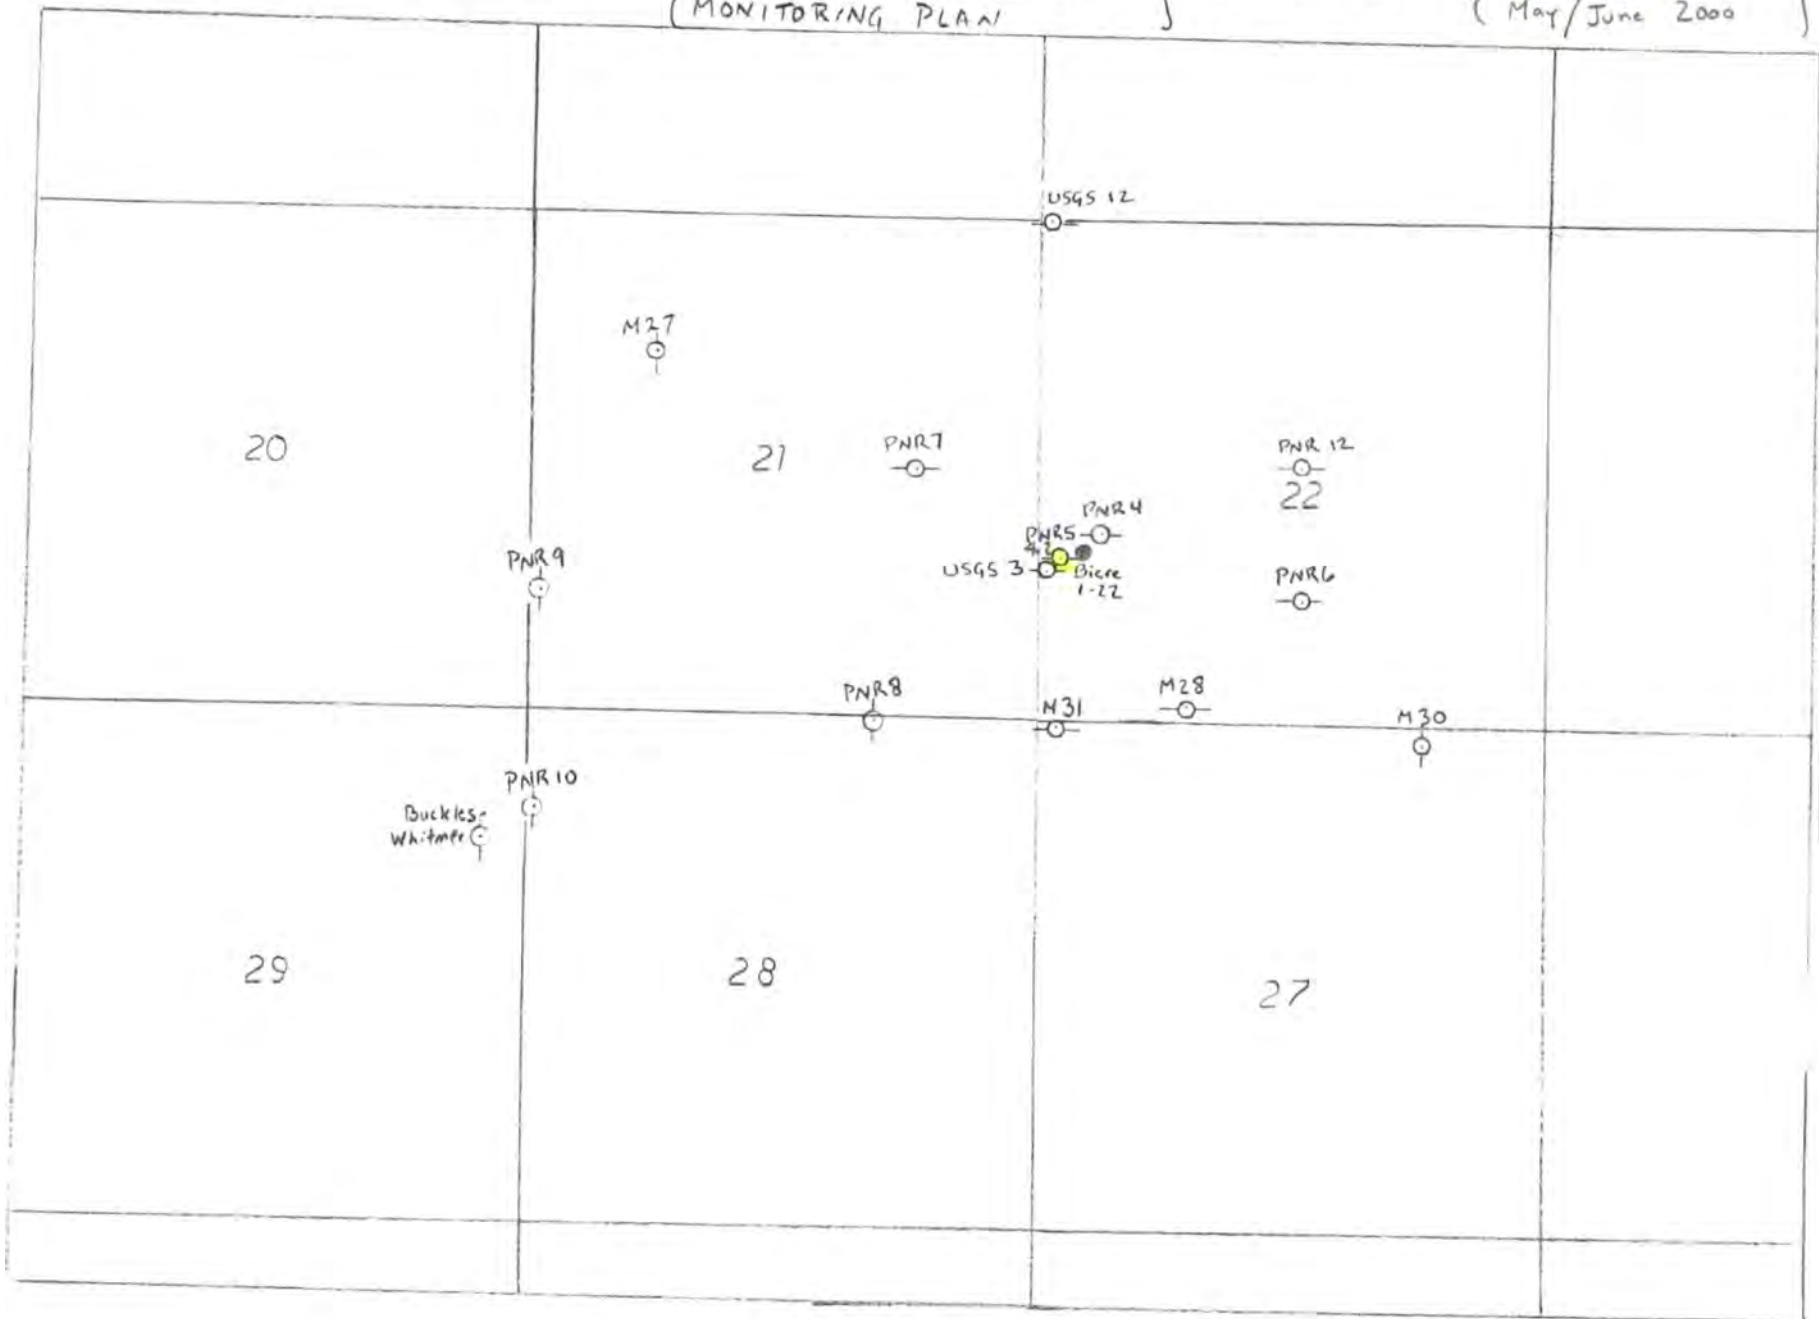 (MONITORING PLAN )
( May/June 2000 )
USGS 12
M27
20
21
PNR7
PNR 12
22
PNR4
PNR5
USGS 3
1-22
PNR9
PNR6
PNR8
M31
M28
M30
PNR10
Buckles-
Whitmer
29
28
27